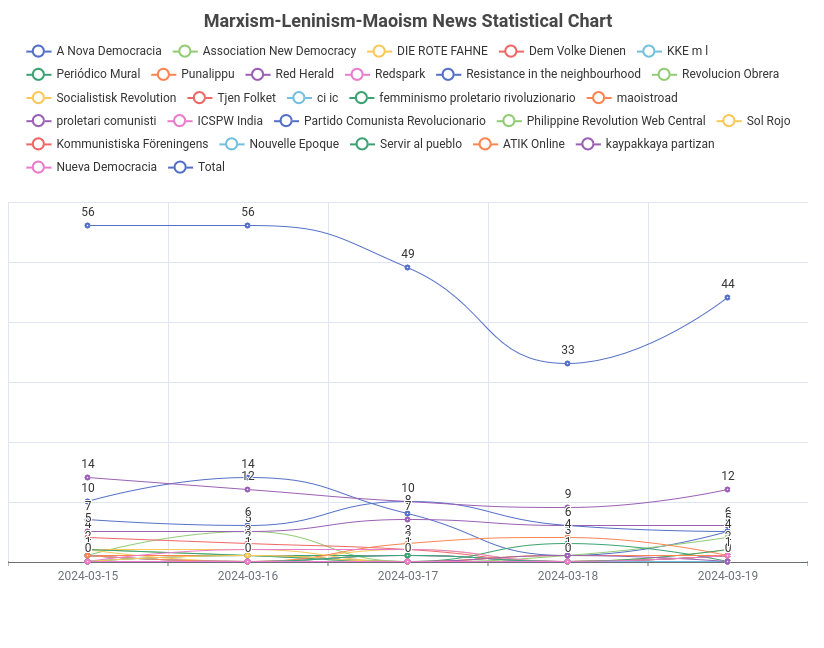 Marxism-Leninism-Maoism News Statistical Chart
A Nova Democracia Association New Democracy DIE ROTE FAHNE Dem Volke Dienen KKE m l
Periódico Mural Punalippu Red Herald Redspark Resistance in the neighbourhood Revolucion Obrera
Socialistisk Revolution Tjen Folket ci ic femminismo proletario rivoluzionario maoistroad
proletari comunisti ICSPW India Partido Comunista Revolucionario Philippine Revolution Web Central Sol Rojo
Kommunistiska Föreningens Nouvelle Epoque Servir al pueblo ATIK Online kaypakkaya partizan
Nueva Democracia Total
56 56
49
44
33
14 14
12 12
10 10
9
8
7 7
6 6 6
5 5
4 4
0 0 0 0 0
2024-03-15 2024-03-16 2024-03-17 2024-03-18 2024-03-19